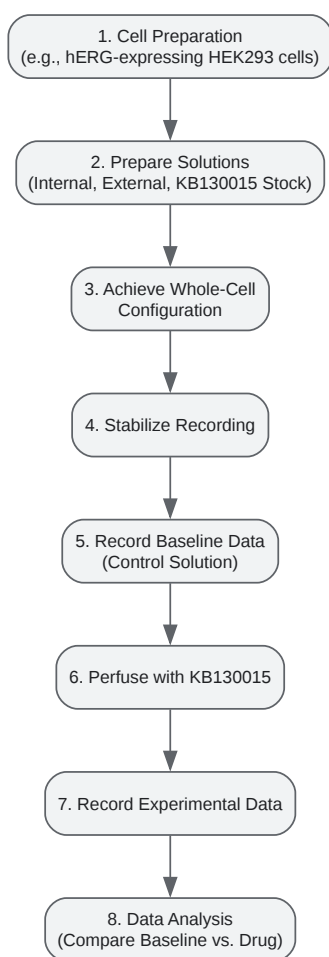 1. Cell Preparation
(e.g., hERG-expressing HEK293 cells)
2. Prepare Solutions
(Internal, External, KB130015 Stock)
3. Achieve Whole-Cell
Configuration
4. Stabilize Recording
5. Record Baseline Data
(Control Solution)
6. Perfuse with KB130015
7. Record Experimental Data
8. Data Analysis
(Compare Baseline vs. Drug)